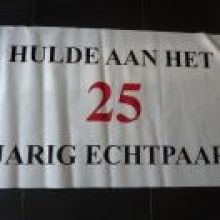 HULDE AAN HET
25
JARIG ECHTPAAR